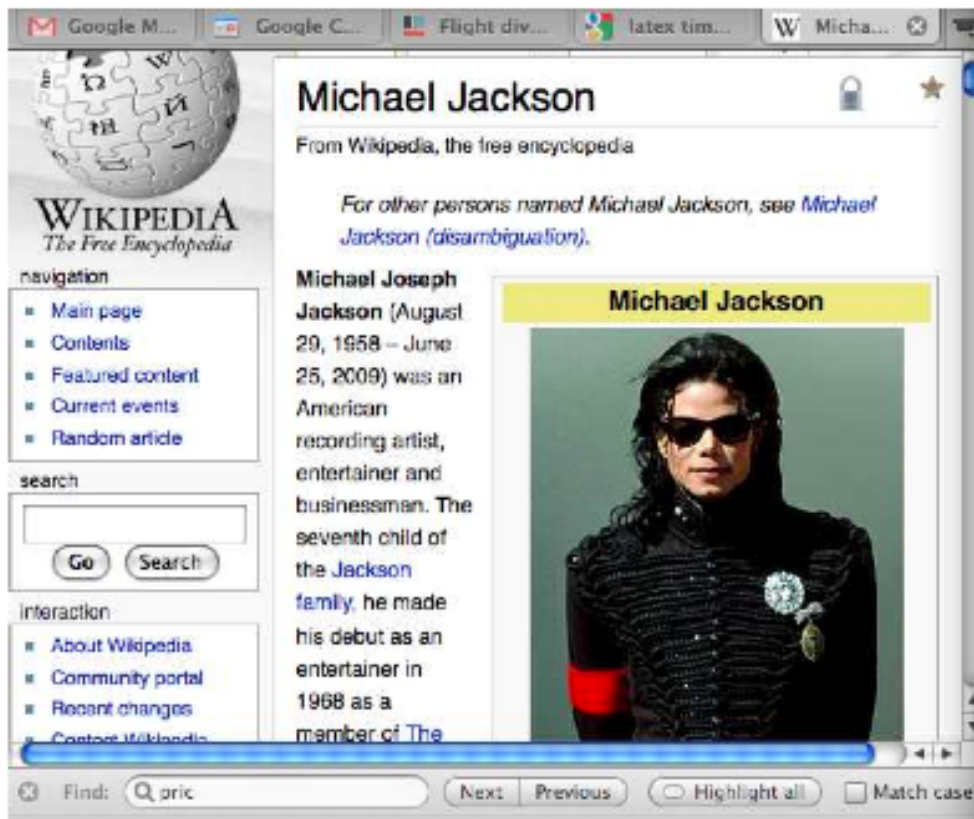 Google M...
Google C...
Flight div...
latex tim...
W Micha...
WIKIPEDIA
The Free Encyclopedia
navigation
Main page
Contents
Featured content
Current events
Random article
search
Go Search
interaction
About Wikipedia
Community portal
Recent changes
Contact Wikipedia
Michael Jackson
From Wikipedia, the free encyclopedia
For other persons named Michael Jackson, see Michael
Jackson (disambiguation).
Michael Joseph
Jackson (August
29, 1958 – June
25, 2009) was an
American
recording artist,
entertainer and
businessman. The
seventh child of
the Jackson
family, he made
his debut as an
entertainer in
1968 as a
member of The
Michael Jackson
Find: pric Next Previous Highlight all Match case